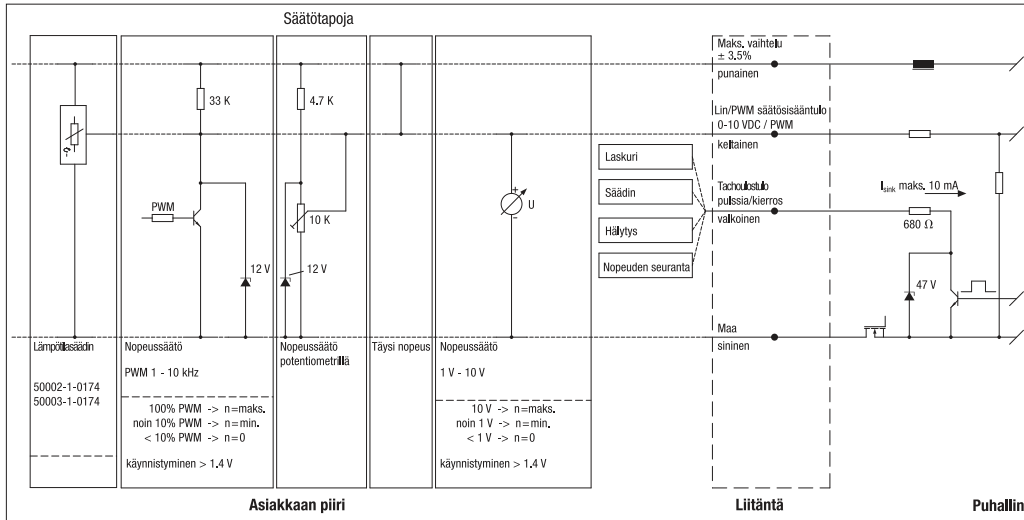 Säätötapoja
33 K
PWM
12 V
4.7 K
10 K
12 V
+
U
-
Laskuri
Säädin
Hälytys
Nopeuden seuranta
Maks. vaihtelu
± 3.5%
punainen
Lin/PWM säätösisääntulo
0-10 VDC / PWM
keltainen
Tachoulostulo
pulssia/kierros
valkoinen
Maa
sininen
Isink maks. 10 mA
680 Ω
47 V
Lämpötilasäädin
50002-1-0174
50003-1-0174
Nopeussäätö
PWM 1 - 10 kHz
100% PWM -> n=maks.
noin 10% PWM -> n=min.
< 10% PWM -> n=0
käynnistyminen > 1.4 V
Nopeussäätö
potentiometrillä
Täysi nopeus
Nopeussäätö
1 V - 10 V
10 V -> n=maks.
noin 1 V -> n=min.
< 1 V -> n=0
käynnistyminen > 1.4 V
Asiakkaan piiri
Liitäntä
Puhallin